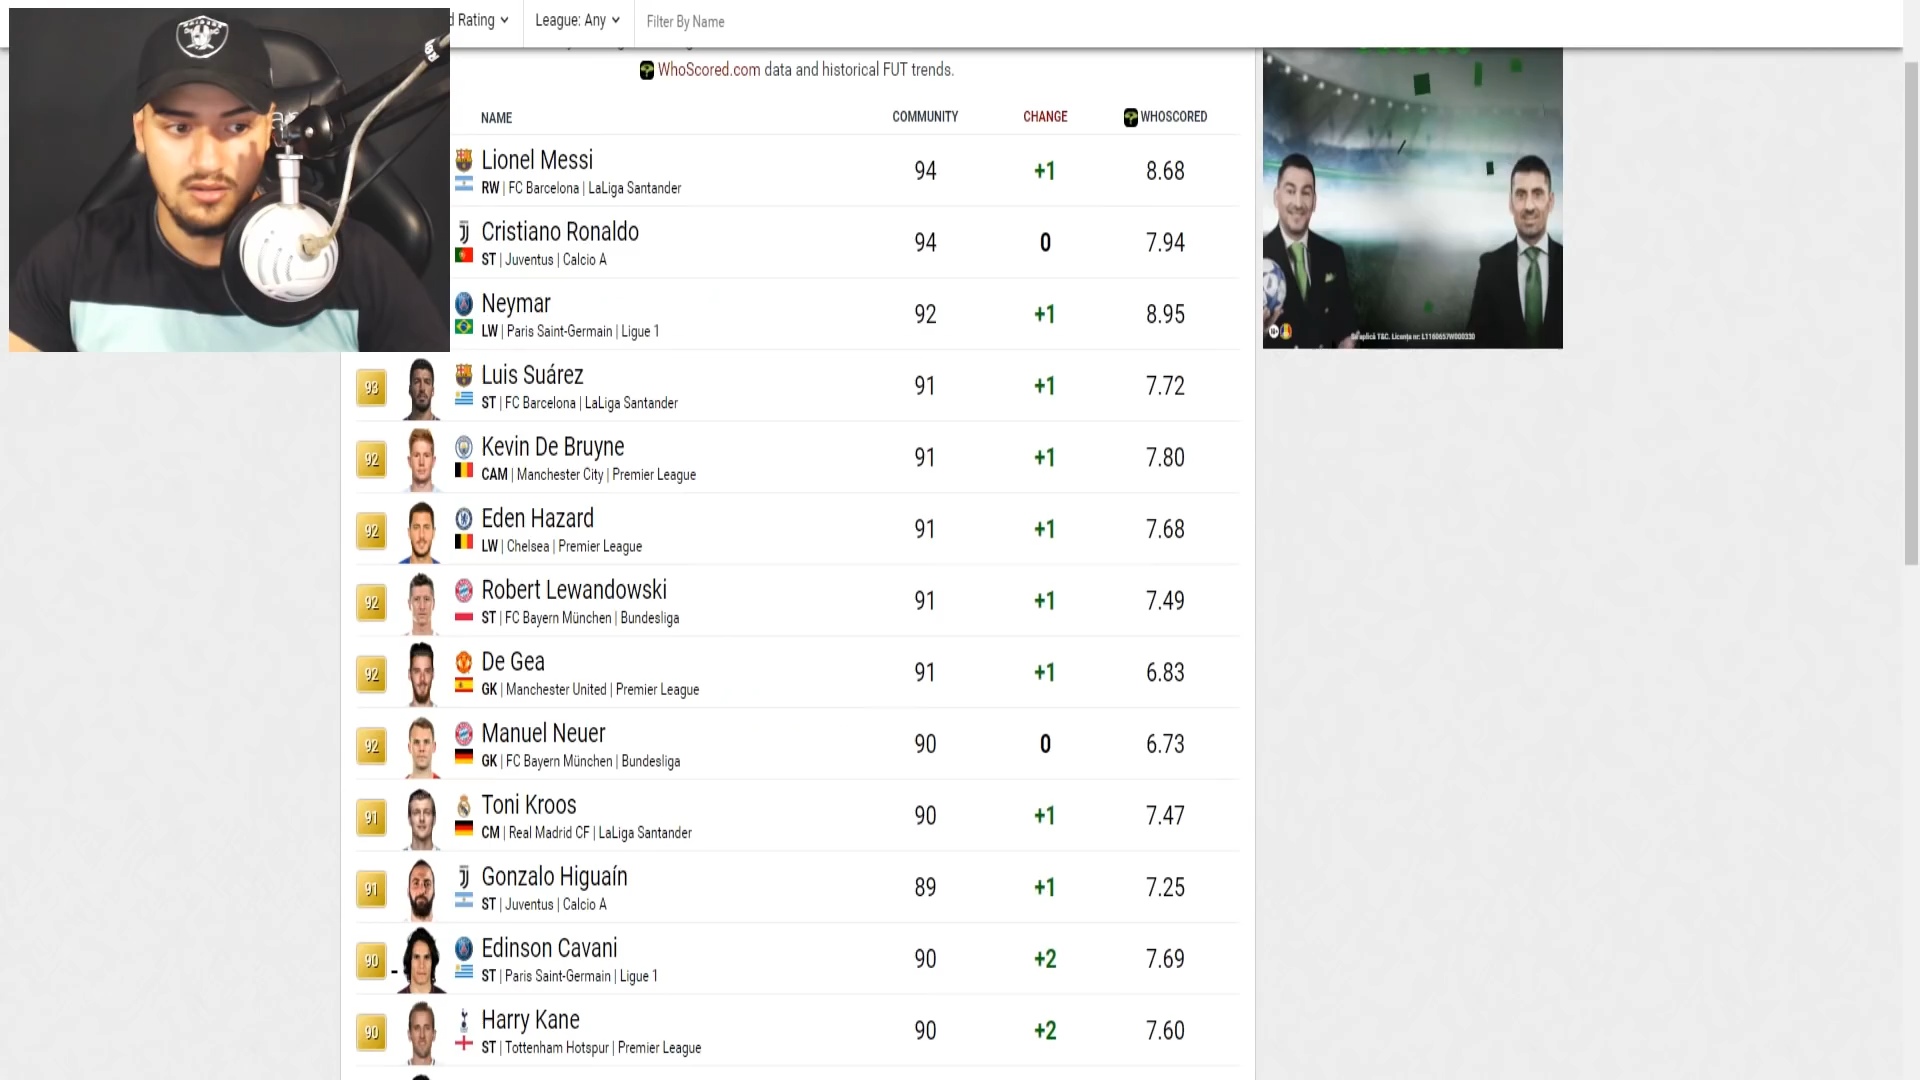 d Rating
League: Any
Filter By Name
WhoScored.com data and historical FUT trends.
NAME
COMMUNITY
CHANGE
WHOSCORED
Lionel Messi
RW | FC Barcelona | LaLiga Santander
94
+1
8.68
Cristiano Ronaldo
ST | Juventus | Calcio A
94
0
7.94
Neymar
LW | Paris Saint-Germain | Ligue 1
92
+1
8.95
93
Luis Suárez
ST | FC Barcelona | LaLiga Santander
91
+1
7.72
92
Kevin De Bruyne
CAM | Manchester City | Premier League
91
+1
7.80
92
Eden Hazard
LW | Chelsea | Premier League
91
+1
7.68
92
Robert Lewandowski
ST | FC Bayern München | Bundesliga
91
+1
7.49
92
De Gea
GK | Manchester United | Premier League
91
+1
6.83
92
Manuel Neuer
GK | FC Bayern München | Bundesliga
90
0
6.73
91
Toni Kroos
CM | Real Madrid CF | LaLiga Santander
90
+1
7.47
91
Gonzalo Higuaín
ST | Juventus | Calcio A
89
+1
7.25
90
Edinson Cavani
ST | Paris Saint-Germain | Ligue 1
90
+2
7.69
90
Harry Kane
ST | Tottenham Hotspur | Premier League
90
+2
7.60
aplică T&C. Licența nr: L1160657W000330